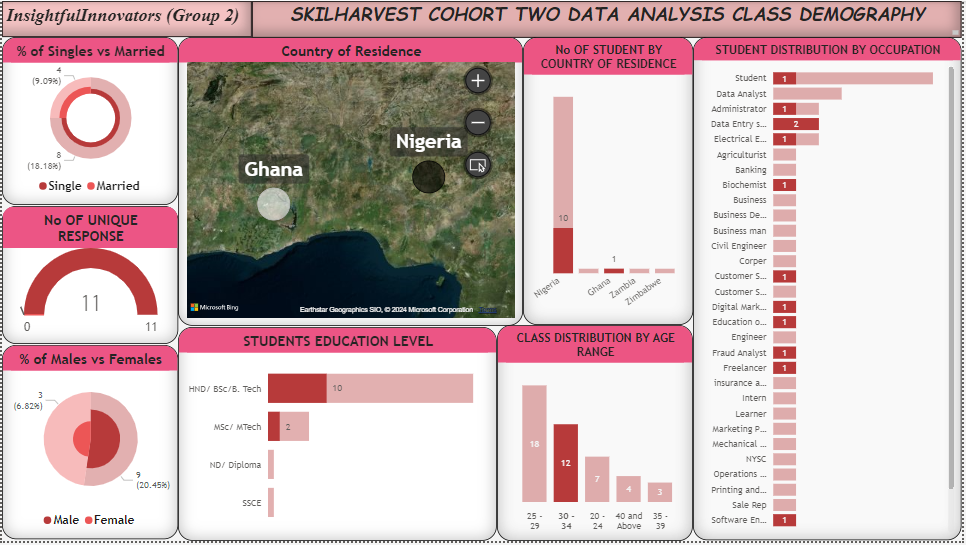 InsightfulInnovators (Group 2)
SKILHARVEST COHORT TWO DATA ANALYSIS CLASS DEMOGRAPHY
% of Singles vs Married
4
(9.09%)
8
(18.18%)
Single Married
No OF UNIQUE
RESPONSE
11
0 11
% of Males vs Females
3
(6.82%)
9
(20.45%)
Male Female
Country of Residence
Ghana
Nigeria
Microsoft Bing
Earthstar Geographics SIO, © 2024 Microsoft Corporation
No OF STUDENT BY
COUNTRY OF RESIDENCE
10
1
Nigeria
Ghana
Zambia
Zimbabwe
STUDENTS EDUCATION LEVEL
HND/ BSc/B. Tech 10
MSc/ MTech 2
ND/ Diploma
SSCE
CLASS DISTRIBUTION BY AGE
RANGE
18
12
7
4
3
25 - 29
30 - 34
20 - 24
40 and Above
35 - 39
STUDENT DISTRIBUTION BY OCCUPATION
Student 1
Data Analyst
Administrator 1
Data Entry s... 2
Electrical E... 1
Agriculturist
Banking
Biochemist 1
Business
Business De...
Business man
Civil Engineer
Corper
Customer S... 1
Customer S...
Digital Mark... 1
Education o... 1
Engineer
Fraud Analyst 1
Freelancer 1
insurance a...
Intern
Learner
Marketing P...
Mechanical ...
NYSC
Operations ...
Printing and...
Sale Rep
Software En... 1